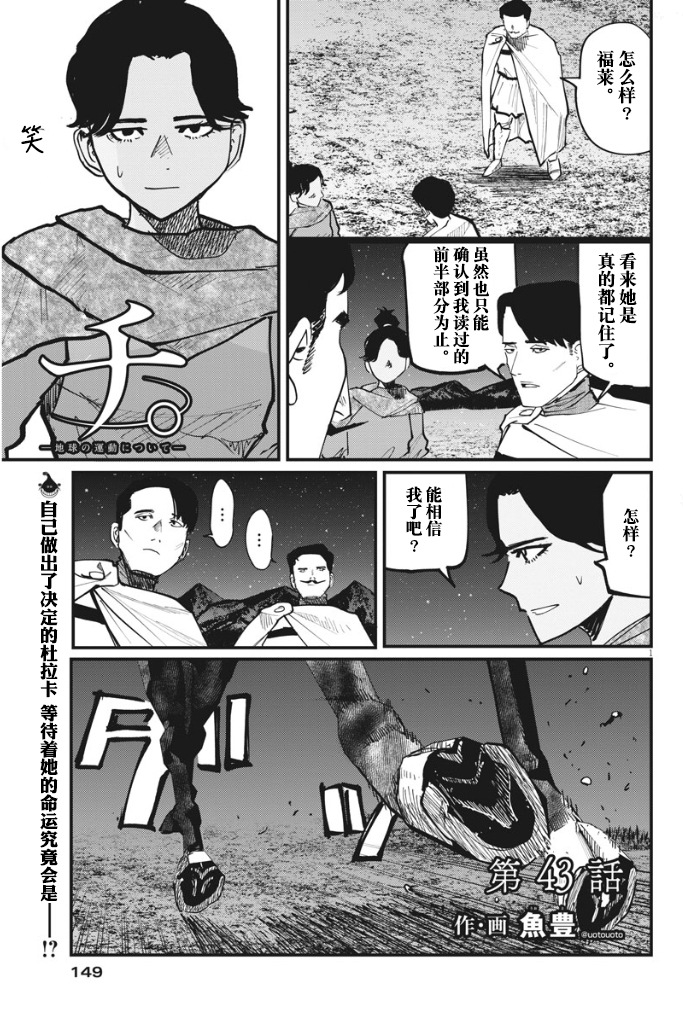 怎么样？
福莱。
笑
看来她是
真的都记住了。
虽然也只能
确认到我读过的
前半部分为止。
チ。
―地球の運動について―
怎样？
能相信
我了吧？
…
…
1
自己做出了决定的杜拉卡 等待着她的命运究竟会是——!?
第43話
作・画 魚豊
@uotouoto
149